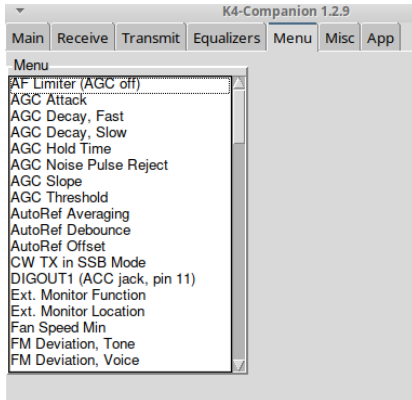 K4-Companion 1.2.9
Main Receive Transmit Equalizers Menu Misc App
Menu
AF Limiter (AGC off)
AGC Attack
AGC Decay, Fast
AGC Decay, Slow
AGC Hold Time
AGC Noise Pulse Reject
AGC Slope
AGC Threshold
AutoRef Averaging
AutoRef Debounce
AutoRef Offset
CW TX in SSB Mode
DIGOUT1 (ACC jack, pin 11)
Ext. Monitor Function
Ext. Monitor Location
Fan Speed Min
FM Deviation, Tone
FM Deviation, Voice